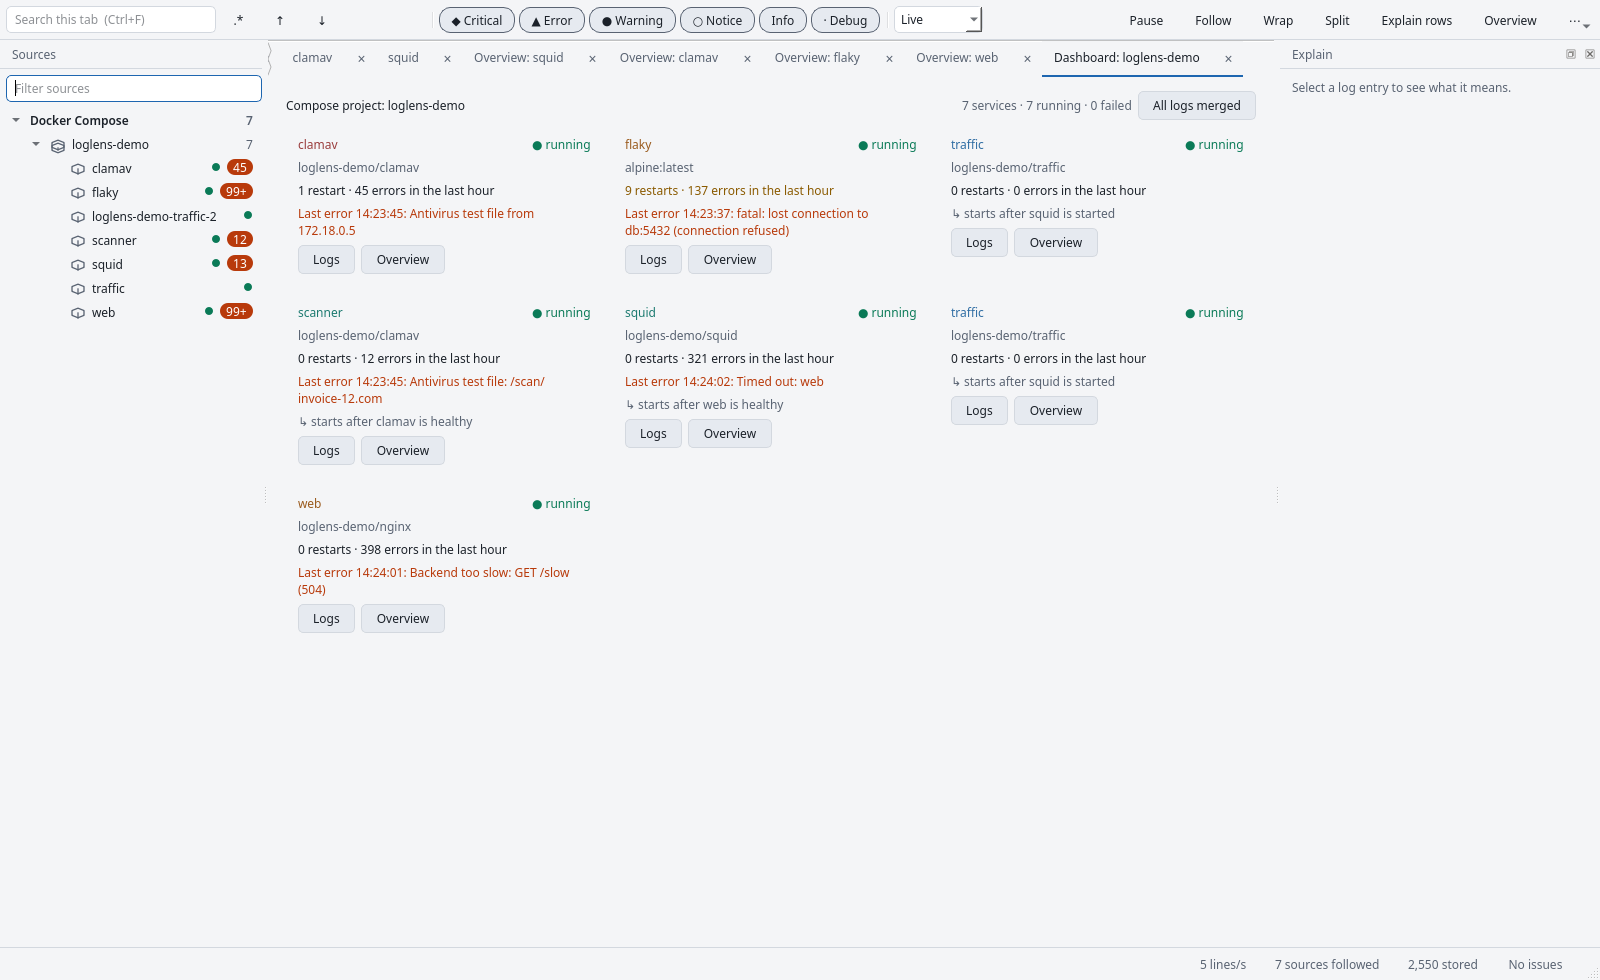 Search this tab (Ctrl+F)
.*
↑
↓
◆ Critical
▲ Error
● Warning
○ Notice
Info
· Debug
Live
Pause
Follow
Wrap
Split
Explain rows
Overview
...
Sources
clamav ×
squid ×
Overview: squid ×
Overview: clamav ×
Overview: flaky ×
Overview: web ×
Dashboard: loglens-demo ×
Explain
Filter sources
Docker Compose 7
loglens-demo 7
clamav 45
flaky 99+
loglens-demo-traffic-2
scanner 12
squid 13
traffic
web 99+
Compose project: loglens-demo
7 services · 7 running · 0 failed
All logs merged
clamav ● running
loglens-demo/clamav
1 restart · 45 errors in the last hour
Last error 14:23:45: Antivirus test file from
172.18.0.5
Logs Overview
flaky ● running
alpine:latest
9 restarts · 137 errors in the last hour
Last error 14:23:37: fatal: lost connection to
db:5432 (connection refused)
Logs Overview
traffic ● running
loglens-demo/traffic
0 restarts · 0 errors in the last hour
↳ starts after squid is started
Logs Overview
scanner ● running
loglens-demo/clamav
0 restarts · 12 errors in the last hour
Last error 14:23:45: Antivirus test file: /scan/
invoice-12.com
↳ starts after clamav is healthy
Logs Overview
squid ● running
loglens-demo/squid
0 restarts · 321 errors in the last hour
Last error 14:24:02: Timed out: web
↳ starts after web is healthy
Logs Overview
traffic ● running
loglens-demo/traffic
0 restarts · 0 errors in the last hour
↳ starts after squid is started
Logs Overview
web ● running
loglens-demo/nginx
0 restarts · 398 errors in the last hour
Last error 14:24:01: Backend too slow: GET /slow
(504)
Logs Overview
Select a log entry to see what it means.
5 lines/s
7 sources followed
2,550 stored
No issues